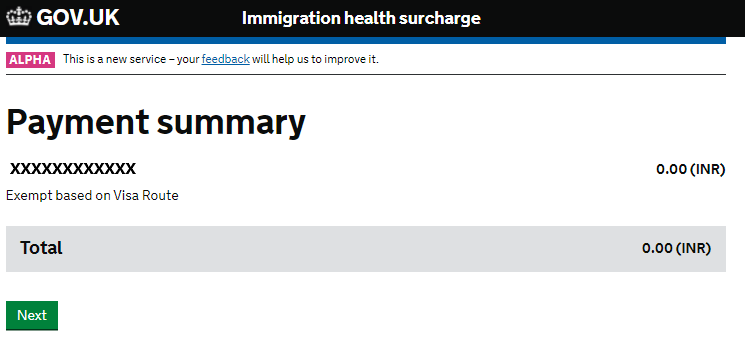 GOV.UK Immigration health surcharge
ALPHA This is a new service – your feedback will help us to improve it.
Payment summary
XXXXXXXXXXXX 0.00 (INR)
Exempt based on Visa Route
Total 0.00 (INR)
Next